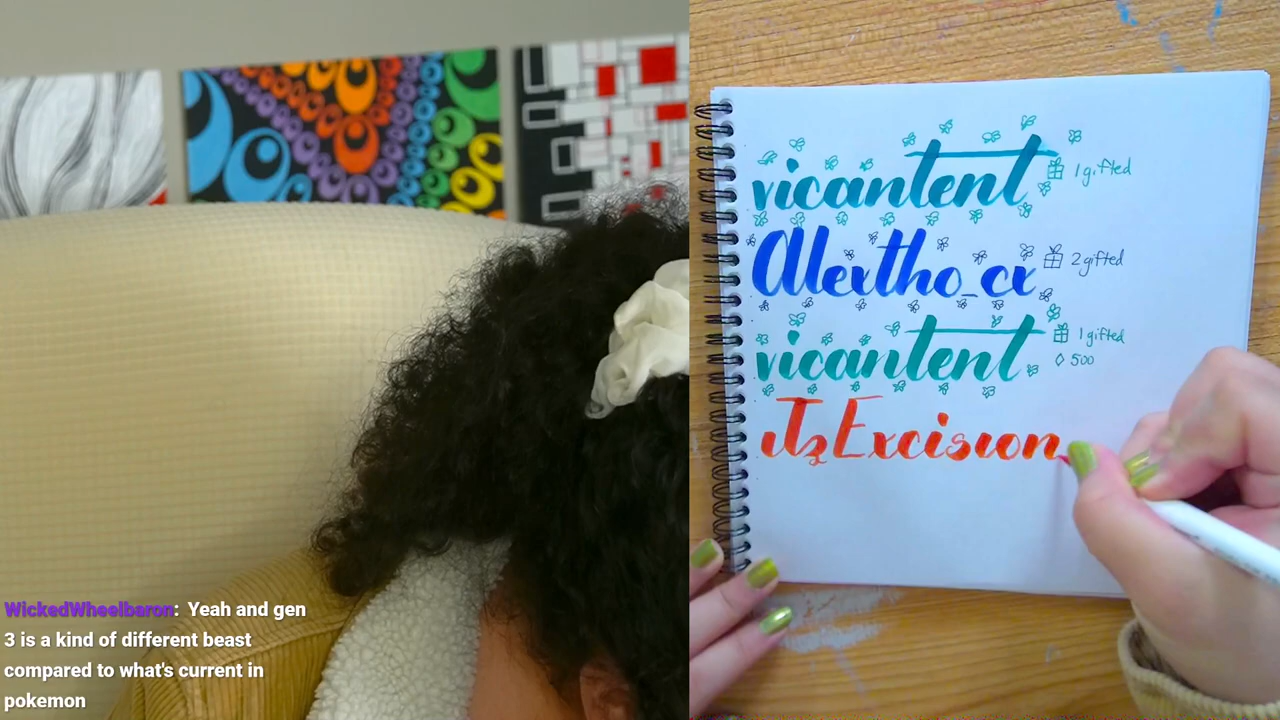 WickedWheelbaron: Yeah and gen
3 is a kind of different beast
compared to what's current in
pokemon
vicantent 1 gifted
Alextho_cx 2 gifted
vicantent 1 gifted
500
ItzExcision